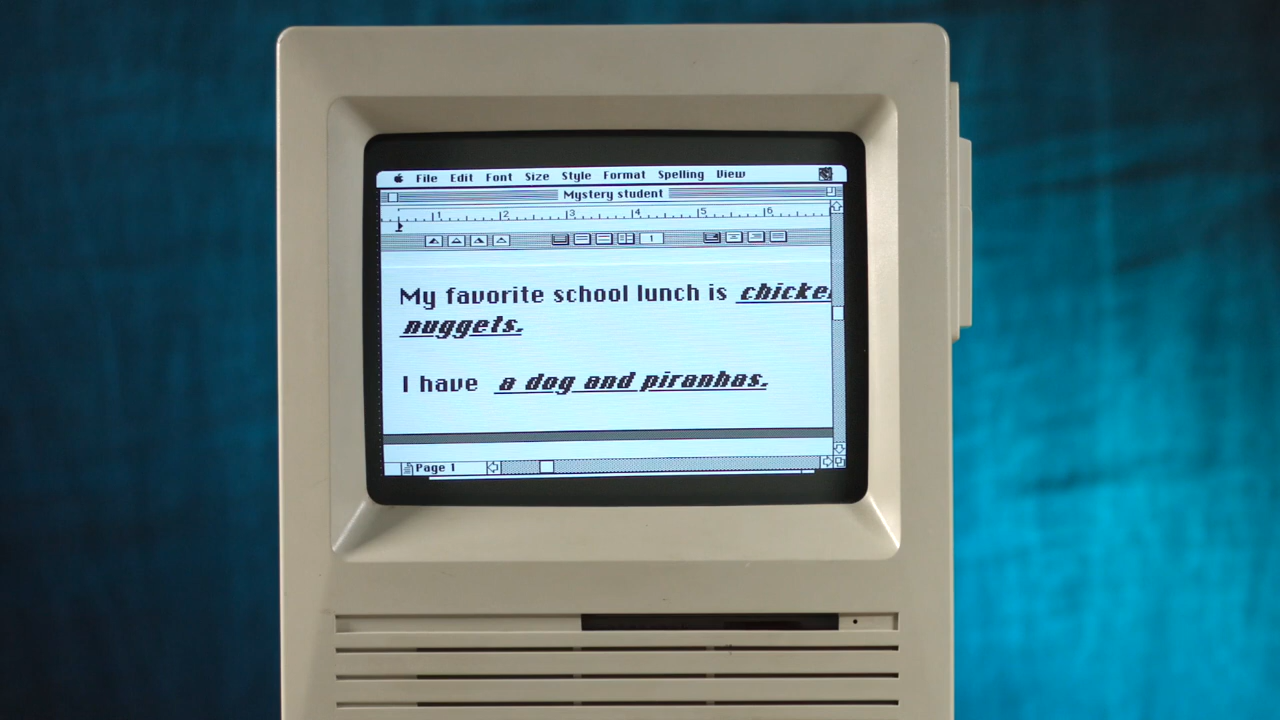 File Edit Font Size Style Format Spelling View
Mystery student
1 2 3 4 5 6
1
My favorite school lunch is chicke
nuggets.
I have a dog and piranhas.
Page 1